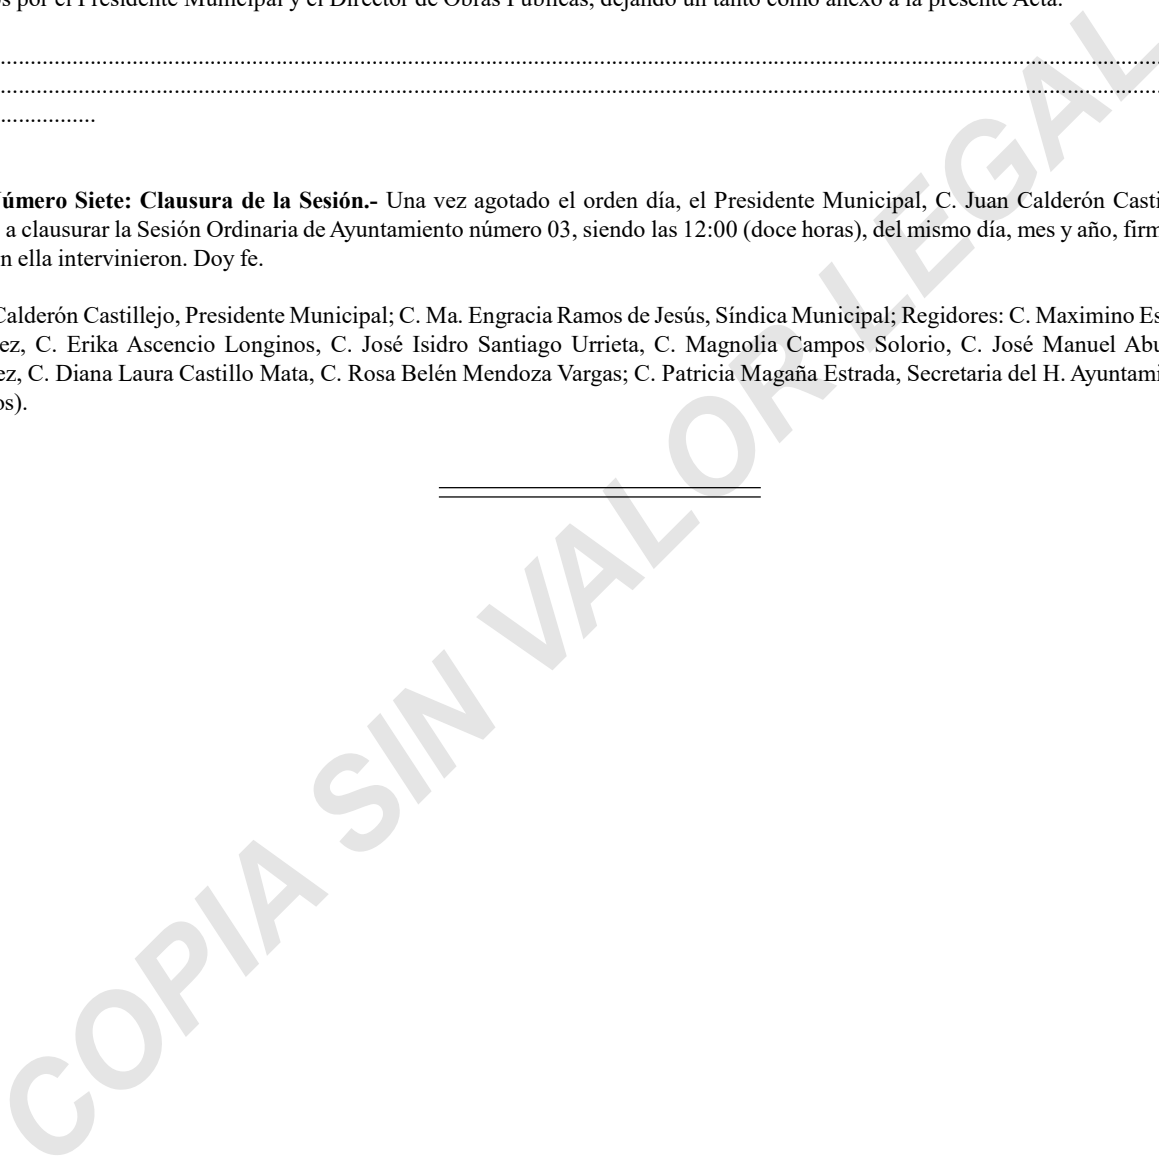 os por el Presidente Municipal y el Director de Obras Públicas, dejando un tanto como anexo a la presente Acta.
..........................................................................................................................................................................................................
..........................................................................................................................................................................................................
................
úmero Siete: Clausura de la Sesión.- Una vez agotado el orden día, el Presidente Municipal, C. Juan Calderón Casti
a clausurar la Sesión Ordinaria de Ayuntamiento número 03, siendo las 12:00 (doce horas), del mismo día, mes y año, firm
n ella intervinieron. Doy fe.
Calderón Castillejo, Presidente Municipal; C. Ma. Engracia Ramos de Jesús, Síndica Municipal; Regidores: C. Maximino Es
ez, C. Erika Ascencio Longinos, C. José Isidro Santiago Urrieta, C. Magnolia Campos Solorio, C. José Manuel Abu
ez, C. Diana Laura Castillo Mata, C. Rosa Belén Mendoza Vargas; C. Patricia Magaña Estrada, Secretaria del H. Ayuntami
os).
COPIA SIN VALOR LEGAL